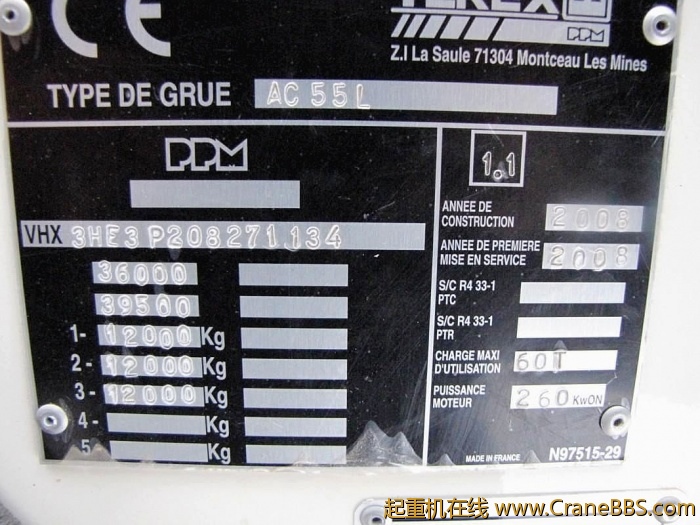 CE
TEREX
PPM
Z.I La Saule 71304 Montceau Les Mines
TYPE DE GRUE AC 55L
PPM
VHX 3HE3P208271134
36000
39500
1- 12000 Kg
2- 12000 Kg
3- 12000 Kg
4- Kg
5- Kg
1.1
ANNEE DE
CONSTRUCTION 2008
ANNEE DE PREMIERE
MISE EN SERVICE 2008
S/C R4 33-1
PTC
S/C R4 33-1
PTR
CHARGE MAXI
D'UTILISATION 60T
PUISSANCE
MOTEUR 260 KwON
MADE IN FRANCE N97515-29
起重机在线 - www.CraneBBS.com